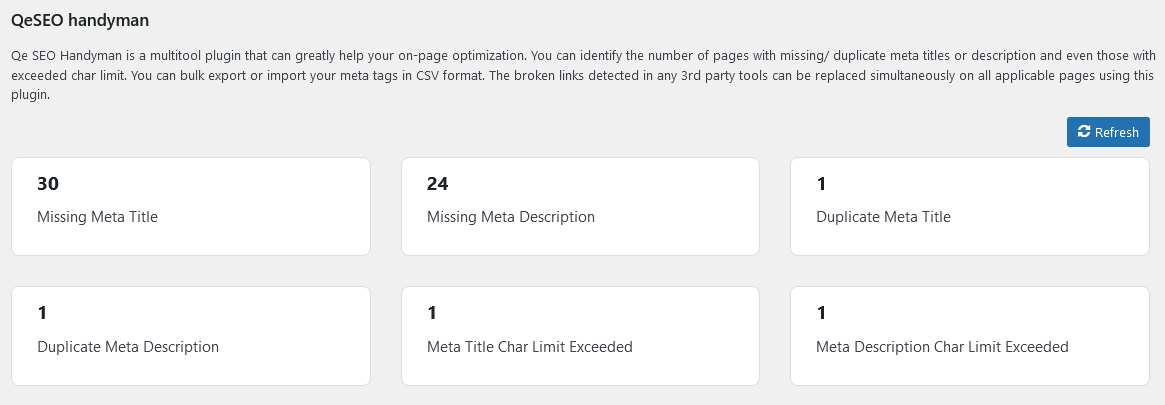 QeSEO handyman
Qe SEO Handyman is a multitool plugin that can greatly help your on-page optimization. You can identify the number of pages with missing/ duplicate meta titles or description and even those with
exceeded char limit. You can bulk export or import your meta tags in CSV format. The broken links detected in any 3rd party tools can be replaced simultaneously on all applicable pages using this
plugin.
Refresh
30
Missing Meta Title
24
Missing Meta Description
1
Duplicate Meta Title
1
Duplicate Meta Description
1
Meta Title Char Limit Exceeded
1
Meta Description Char Limit Exceeded